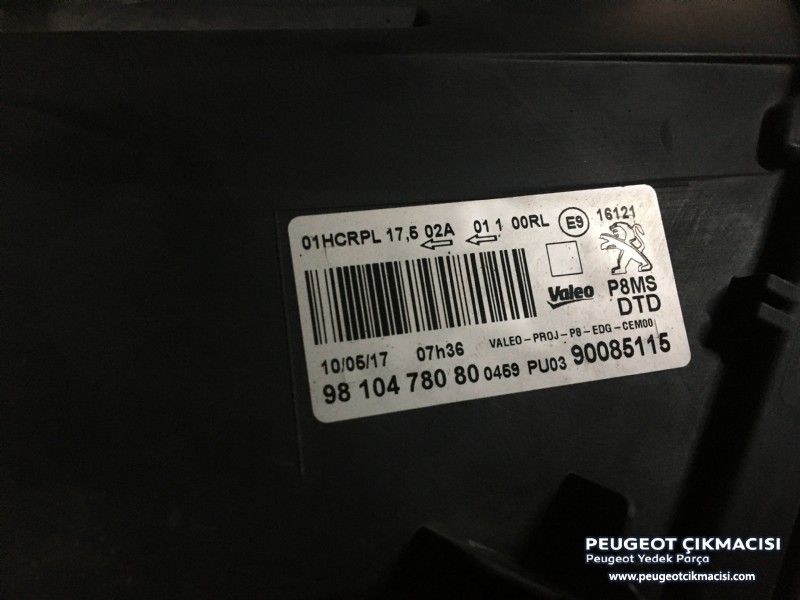 01HCRPL 17,5 02A 01 1 00RL E9 16121
Valeo
P8MS
DTD
VALEO-PROJ-P8-EDG-CEM00
10/05/17 07h36
98 104 780 80 0459 PU03 90085115
PEUGEOT ÇIKMACISI
Peugeot Yedek Parça
www.peugeotcikmacisi.com